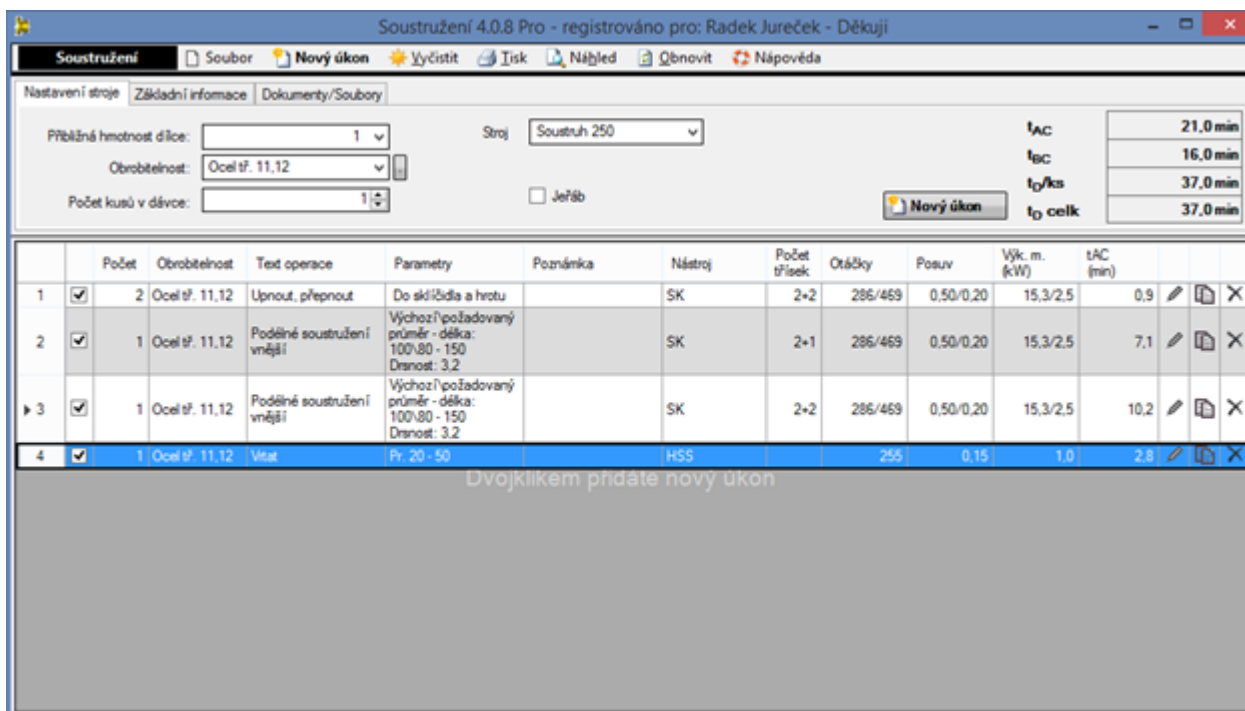 Soustružení 4.0.8 Pro - registrováno pro: Radek Jureček - Děkuji
Soustružení Soubor Nový úkon Vyčistit Tisk Náhled Obnovit Nápověda
Nastavení stroje Základní informace Dokumenty/Soubory
Přibližná hmotnost dílce: 1 Stroj Soustruh 250 tAC 21,0 min
Obrobitelnost: Ocel tř. 11,12 .. tBC 16,0 min
Počet kusů v dávce: 1 Jeřáb Nový úkon tD/ks 37,0 min
tD celk 37,0 min
Počet Obrobitelnost Text operace Parametry Poznámka Nástroj Počet třísek Otáčky Posuv Výk. m. (kW) tAC (min)
1 2 Ocel tř. 11,12 Upnout, přepnout Do sklíčidla a hrotu SK 2+2 286/469 0,50/0,20 15,3/2,5 0,9
2 1 Ocel tř. 11,12 Podélné soustružení vnější Výchozí\požadovaný průměr - délka: 100\80 - 150 Drsnost: 3,2 SK 2+1 286/469 0,50/0,20 15,3/2,5 7,1
3 1 Ocel tř. 11,12 Podélné soustružení vnější Výchozí\požadovaný průměr - délka: 100\80 - 150 Drsnost: 3,2 SK 2+2 286/469 0,50/0,20 15,3/2,5 10,2
4 1 Ocel tř. 11,12 Vrtat Pr. 20 - 50 HSS 255 0,15 1,0 2,8
Dvojklikem přidáte nový úkon